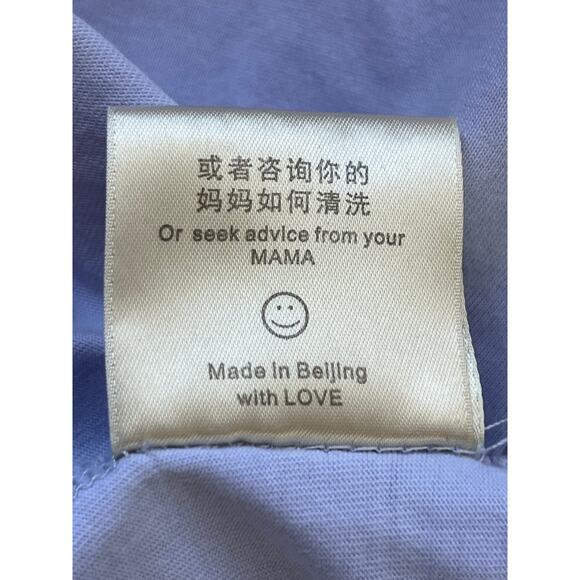 或者咨询你的
妈妈如何清洗
Or seek advice from your
MAMA
Made in Beijing
with LOVE